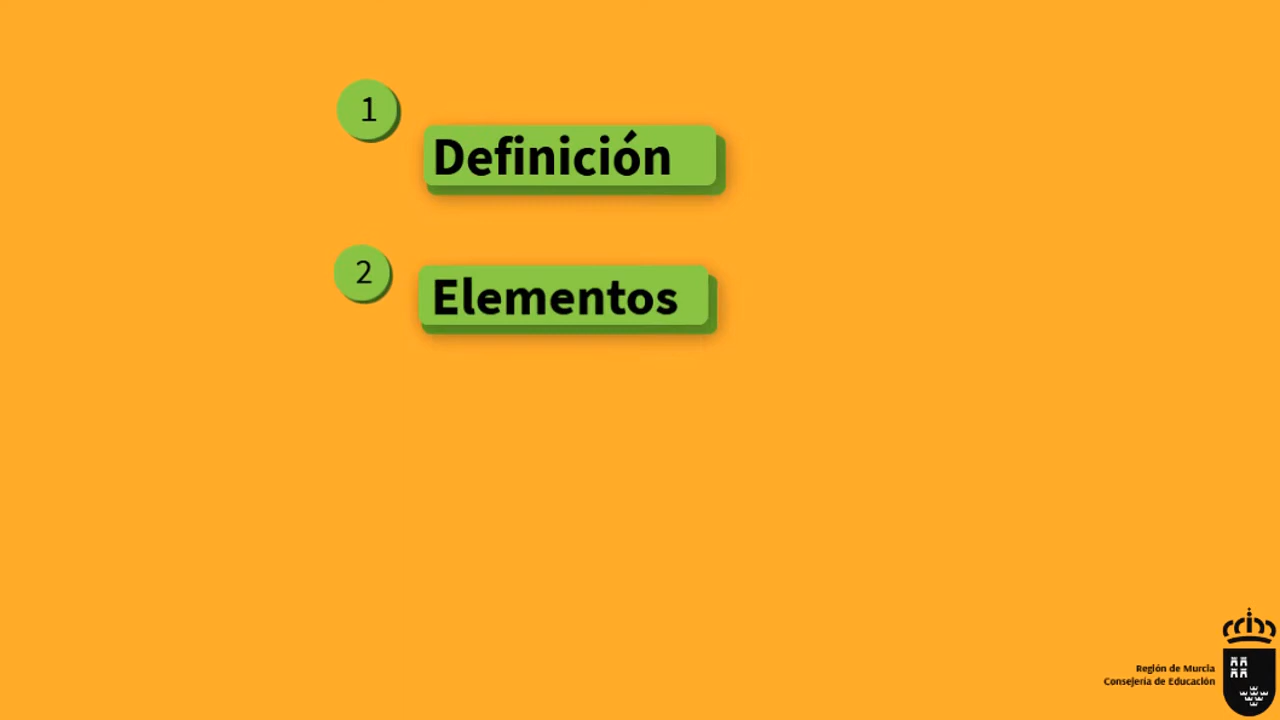 1
Definición
2
Elementos
Región de Murcia
Consejería de Educación